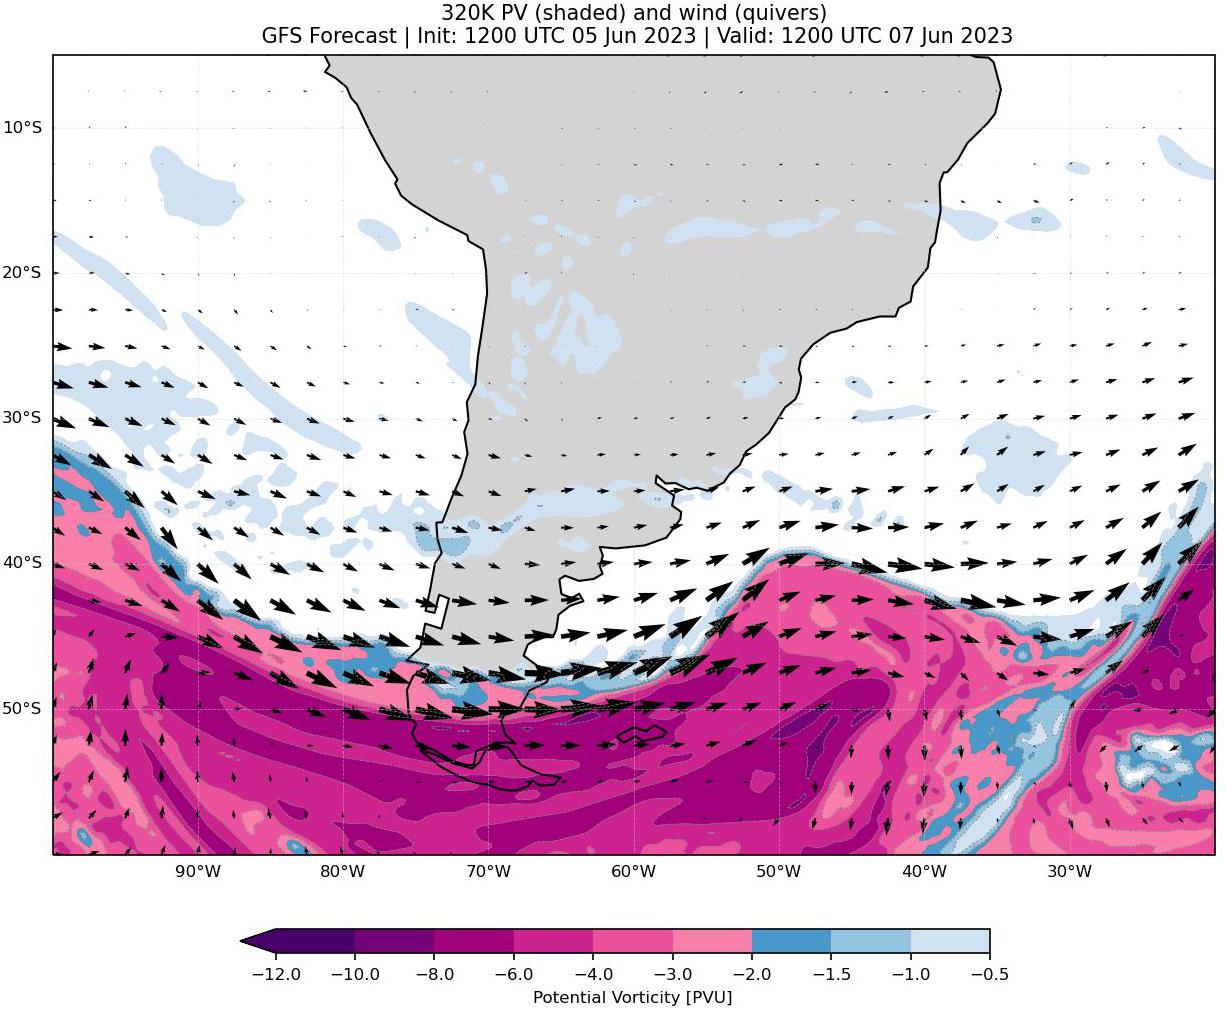 320K PV (shaded) and wind (quivers)
GFS Forecast | Init: 1200 UTC 05 Jun 2023 | Valid: 1200 UTC 07 Jun 2023
10°S
20°S
30°S
40°S
50°S
90°W 80°W 70°W 60°W 50°W 40°W 30°W
−12.0 −10.0 −8.0 −6.0 −4.0 −3.0 −2.0 −1.5 −1.0 −0.5
Potential Vorticity [PVU]